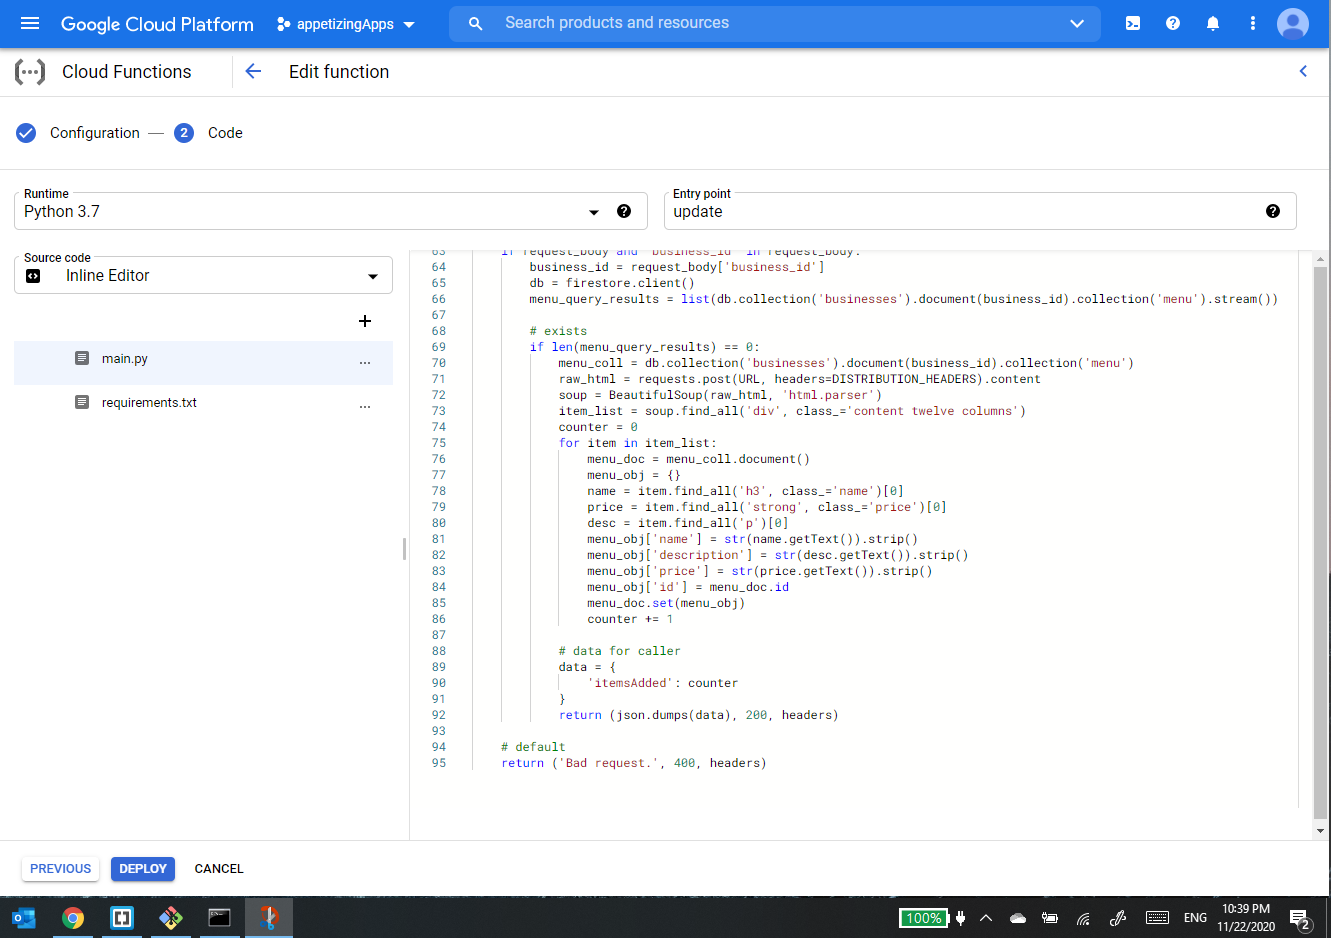 Google Cloud Platform
appetizingApps
Search products and resources
Cloud Functions
Edit function
Configuration
2
Code
Runtime
Python 3.7
Entry point
update
Source code
Inline Editor
main.py
...
requirements.txt
...
63 if request_body and 'business_id' in request_body:
64 business_id = request_body['business_id']
65 db = firestore.client()
66 menu_query_results = list(db.collection('businesses').document(business_id).collection('menu').stream())
67
68 # exists
69 if len(menu_query_results) == 0:
70 menu_coll = db.collection('businesses').document(business_id).collection('menu')
71 raw_html = requests.post(URL, headers=DISTRIBUTION_HEADERS).content
72 soup = BeautifulSoup(raw_html, 'html.parser')
73 item_list = soup.find_all('div', class_='content twelve columns')
74 counter = 0
75 for item in item_list:
76 menu_doc = menu_coll.document()
77 menu_obj = {}
78 name = item.find_all('h3', class_='name')[0]
79 price = item.find_all('strong', class_='price')[0]
80 desc = item.find_all('p')[0]
81 menu_obj['name'] = str(name.getText()).strip()
82 menu_obj['description'] = str(desc.getText()).strip()
83 menu_obj['price'] = str(price.getText()).strip()
84 menu_obj['id'] = menu_doc.id
85 menu_doc.set(menu_obj)
86 counter += 1
87
88 # data for caller
89 data = {
90 'itemsAdded': counter
91 }
92 return (json.dumps(data), 200, headers)
93
94 # default
95 return ('Bad request.', 400, headers)
PREVIOUS
DEPLOY
CANCEL
100%
ENG
10:39 PM
11/22/2020
2